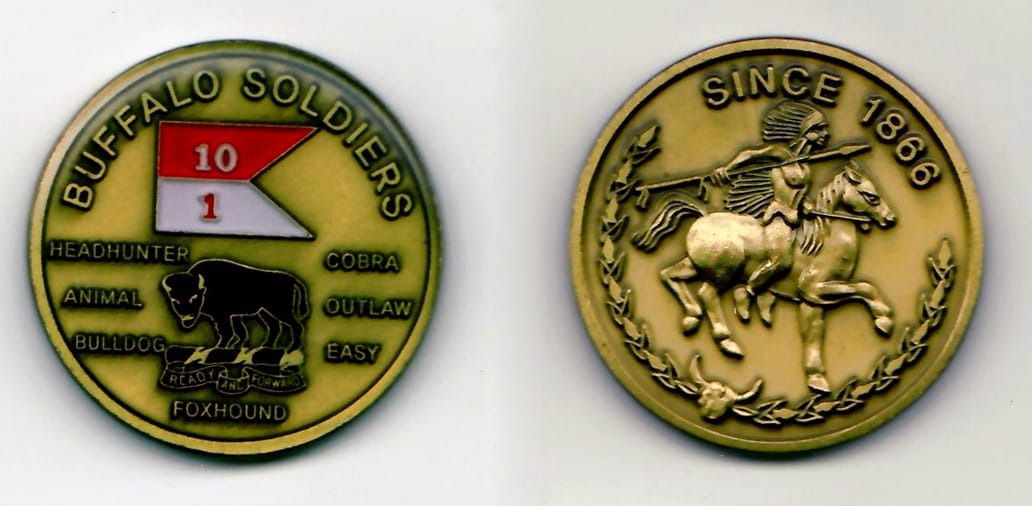 BUFFALO SOLDIERS
10
1
HEADHUNTER
ANIMAL
BULLDOG
COBRA
OUTLAW
EASY
READY AND FORWARD
FOXHOUND
SINCE 1866